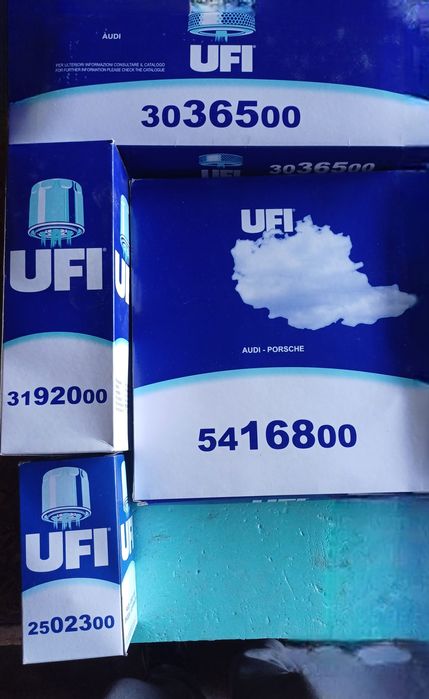 AUDI
UFI
PER ULTERIORI INFORMAZIONI CONSULTARE IL CATALOGO
FOR FURTHER INFORMATION PLEASE CHECK THE CATALOGUE
3036500
3036500
UFI
3192000
UFI
AUDI - PORSCHE
5416800
UFI
2502300